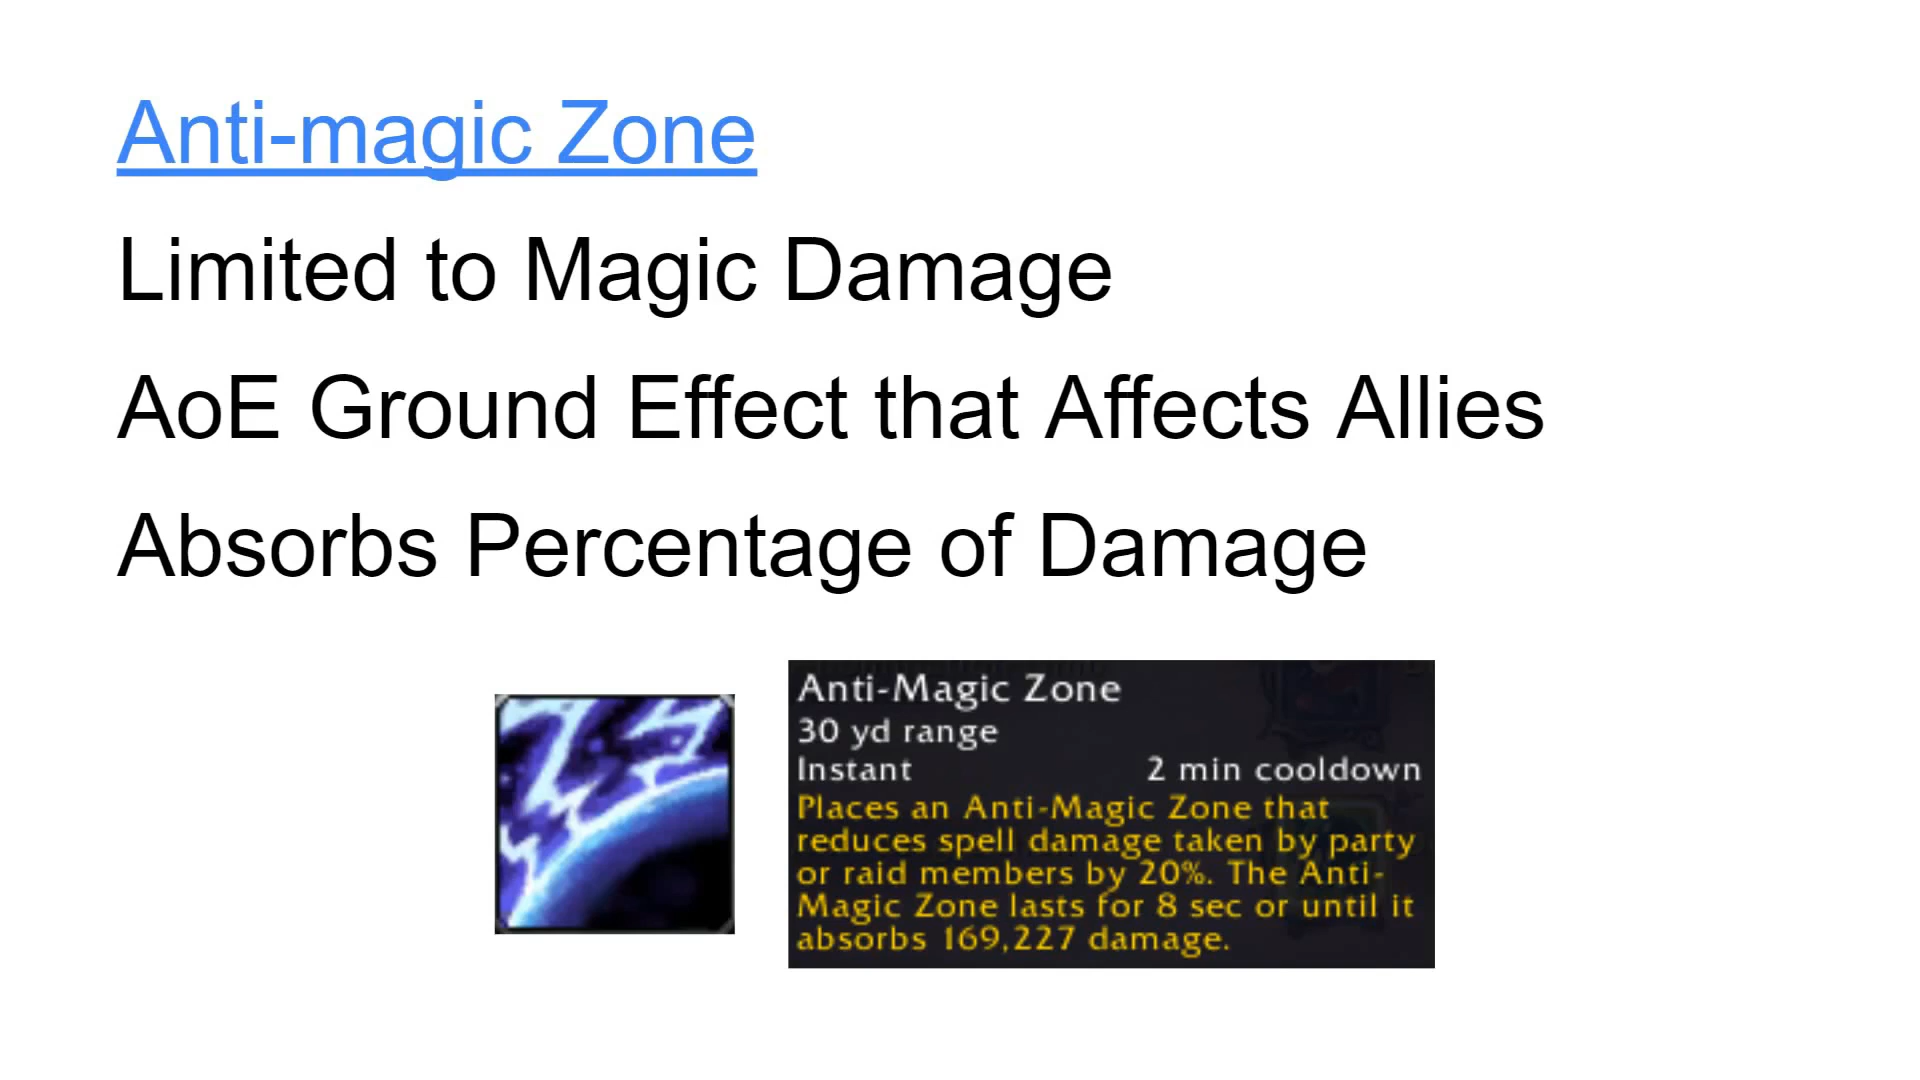 Anti-magic Zone
Limited to Magic Damage
AoE Ground Effect that Affects Allies
Absorbs Percentage of Damage
Anti-Magic Zone
30 yd range
Instant 2 min cooldown
Places an Anti-Magic Zone that
reduces spell damage taken by party
or raid members by 20%. The Anti-
Magic Zone lasts for 8 sec or until it
absorbs 169,227 damage.